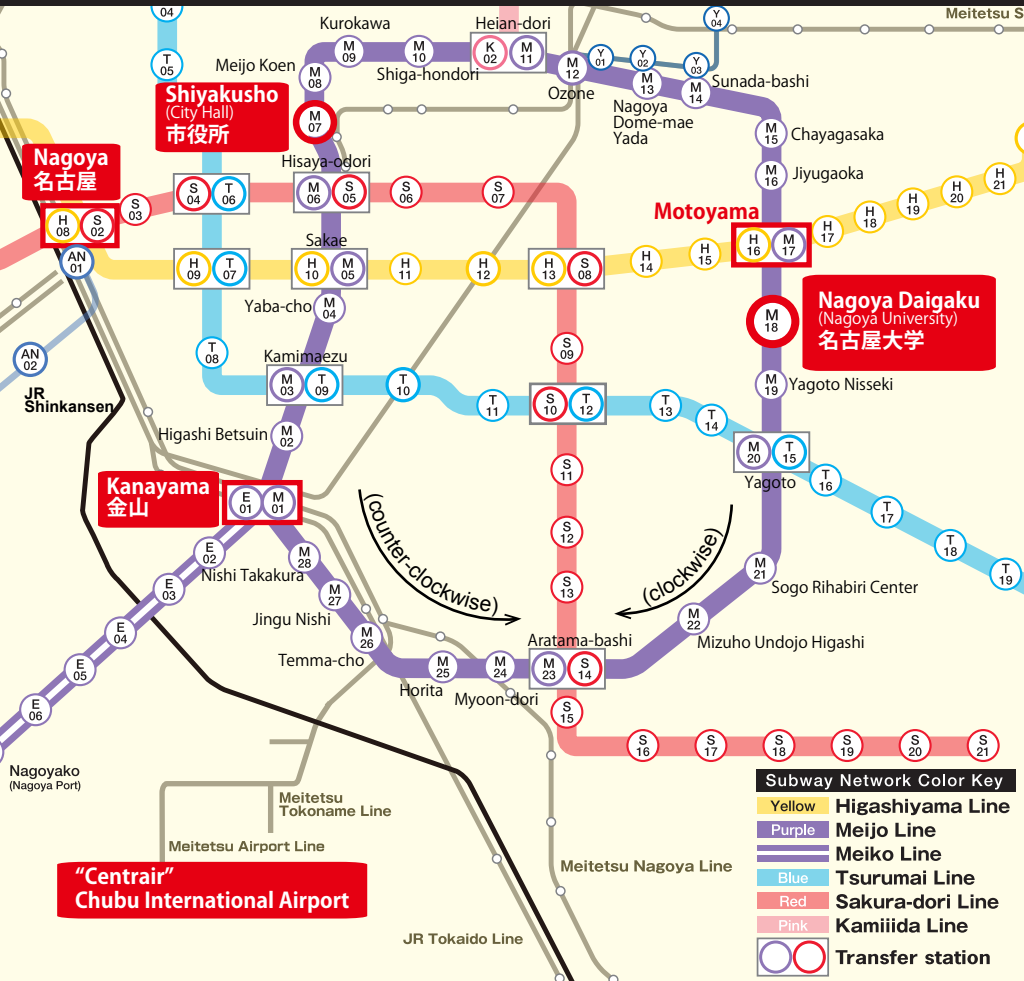 04
T
05
Kurokawa
M
09
M
10
Heian-dori
K
02
M
11
Y
04
Meitetsu S
Meijo Koen
M
08
Shiga-hondori
M
12
Ozone
Y
01
Y
02
Y
03
M
13
M
14
Sunada-bashi
Nagoya
Dome-mae
Yada
Shiyakusho
(City Hall)
市役所
M
07
M
15
Chayagasaka
M
16
Jiyugaoka
Nagoya
名古屋
Hisaya-odori
H
08
S
02
S
03
S
04
T
06
M
06
S
05
S
06
S
07
Motoyama
H
16
M
17
H
17
H
18
H
19
H
20
H
21
AN
01
H
09
T
07
Sakae
H
10
M
05
H
11
H
12
H
13
S
08
H
14
H
15
Yaba-cho
M
04
M
18
Nagoya Daigaku
(Nagoya University)
名古屋大学
AN
02
JR
Shinkansen
T
08
Kamimaezu
M
03
T
09
T
10
S
09
T
11
S
10
T
12
T
13
T
14
M
19
Yagoto Nisseki
Higashi Betsuin
M
02
M
20
T
15
Yagoto
T
16
T
17
T
18
T
19
Kanayama
金山
E
01
M
01
S
11
S
12
S
13
(counter-clockwise)
(clockwise)
E
02
Nishi Takakura
M
28
E
03
M
27
Jingu Nishi
E
04
M
26
Temma-cho
E
05
E
06
M
21
Sogo Rihabiri Center
M
22
Mizuho Undojo Higashi
Aratama-bashi
M
25
Horita
M
24
Myoon-dori
M
23
S
14
S
15
S
16
S
17
S
18
S
19
S
20
S
21
Nagoyako
(Nagoya Port)
Meitetsu
Tokoname Line
Meitetsu Airport Line
"Centrair"
Chubu International Airport
Meitetsu Nagoya Line
JR Tokaido Line
Subway Network Color Key
Yellow Higashiyama Line
Purple Meijo Line
Meiko Line
Blue Tsurumai Line
Red Sakura-dori Line
Pink Kamiiida Line
Transfer station